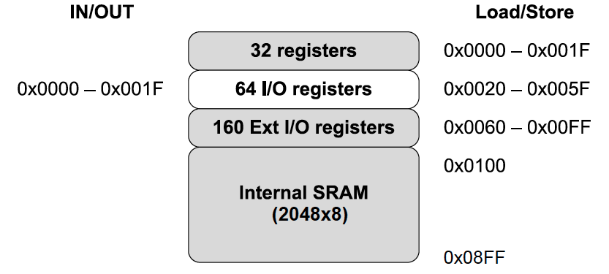 IN/OUT Load/Store
32 registers 0x0000 – 0x001F
0x0000 – 0x001F 64 I/O registers 0x0020 – 0x005F
160 Ext I/O registers 0x0060 – 0x00FF
0x0100
Internal SRAM
(2048x8)
0x08FF